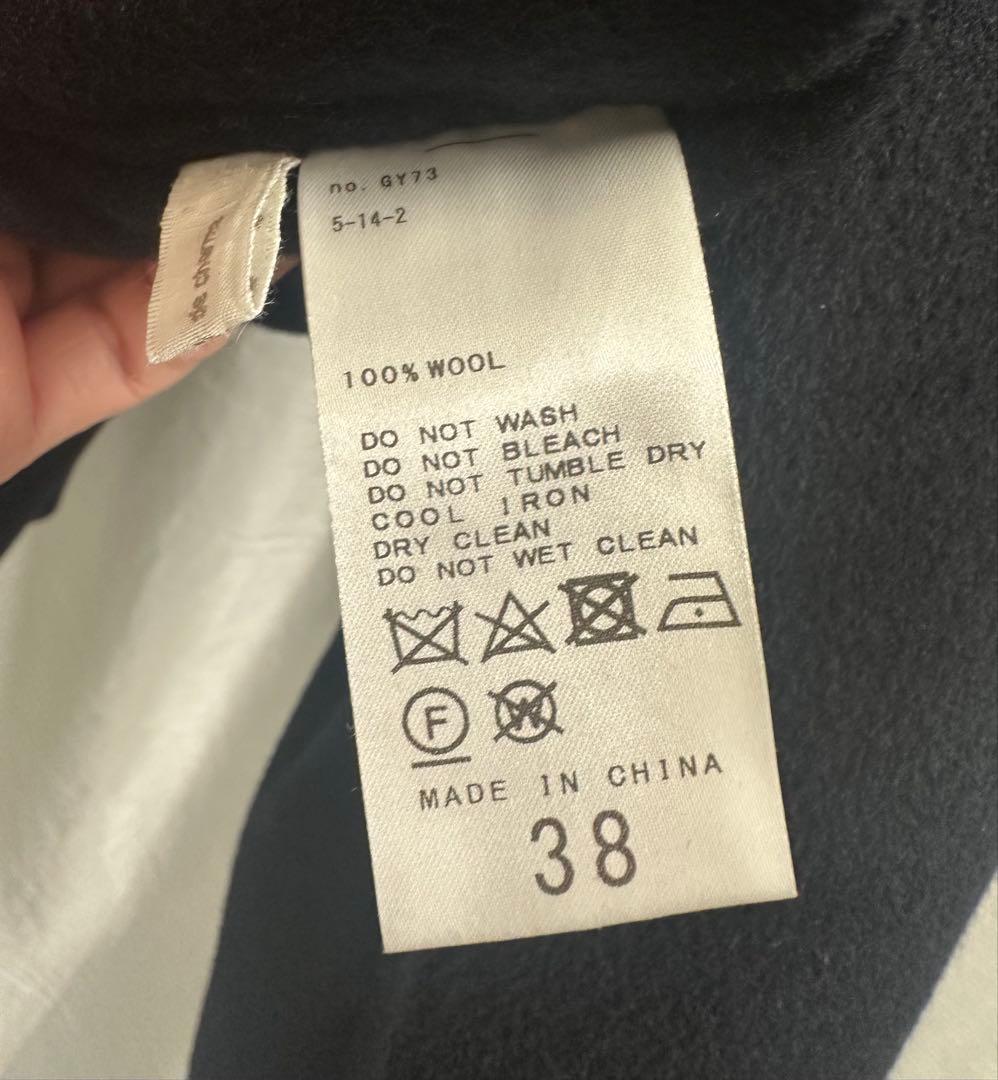 no. GY73
5-14-2
100% WOOL
DO NOT WASH
DO NOT BLEACH
DO NOT TUMBLE DRY
COOL IRON
DRY CLEAN
DO NOT WET CLEAN
F
W
MADE IN CHINA
38
de